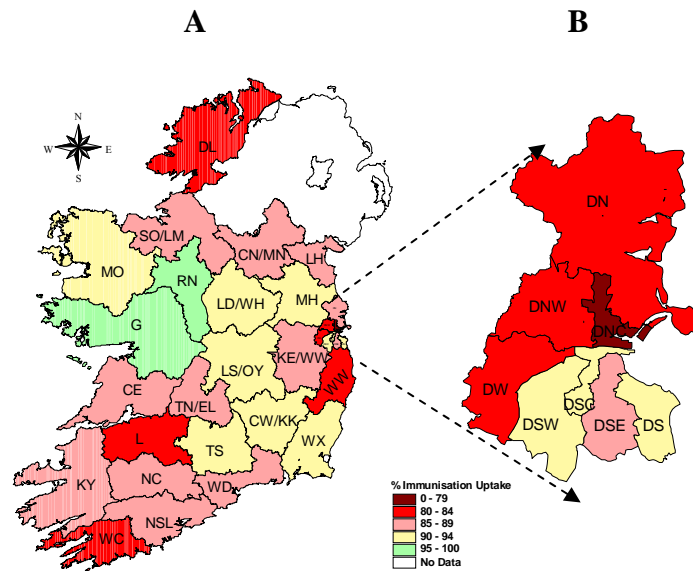 A
B
N
W E
S
DL
DN
SO/LM
CN/MN
LH
MO
RN
LD/WH
MH
DNW
DNC
G
LS/OY
KE/WW
WW
DW
CE
TN/EL
DSC
DSW
DSE
DS
CW/KK
L
TS
WX
KY
NC
WD
NSL
WC
% Immunisation Uptake
0 - 79
80 - 84
85 - 89
90 - 94
95 - 100
No Data